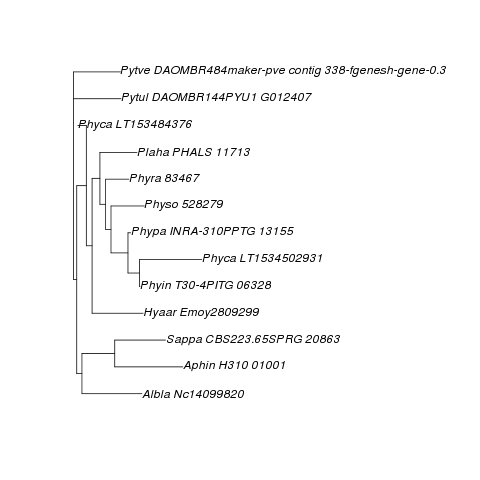 Pytve DAOMBR484maker-pve contig 338-fgenesh-gene-0.3
Pytul DAOMBR144PYU1 G012407
Phyca LT153484376
Plaha PHALS 11713
Phyra 83467
Physo 528279
Phypa INRA-310PPTG 13155
Phyca LT1534502931
Phyin T30-4PITG 06328
Hyaar Emoy2809299
Sappa CBS223.65SPRG 20863
Aphin H310 01001
Albla Nc14099820